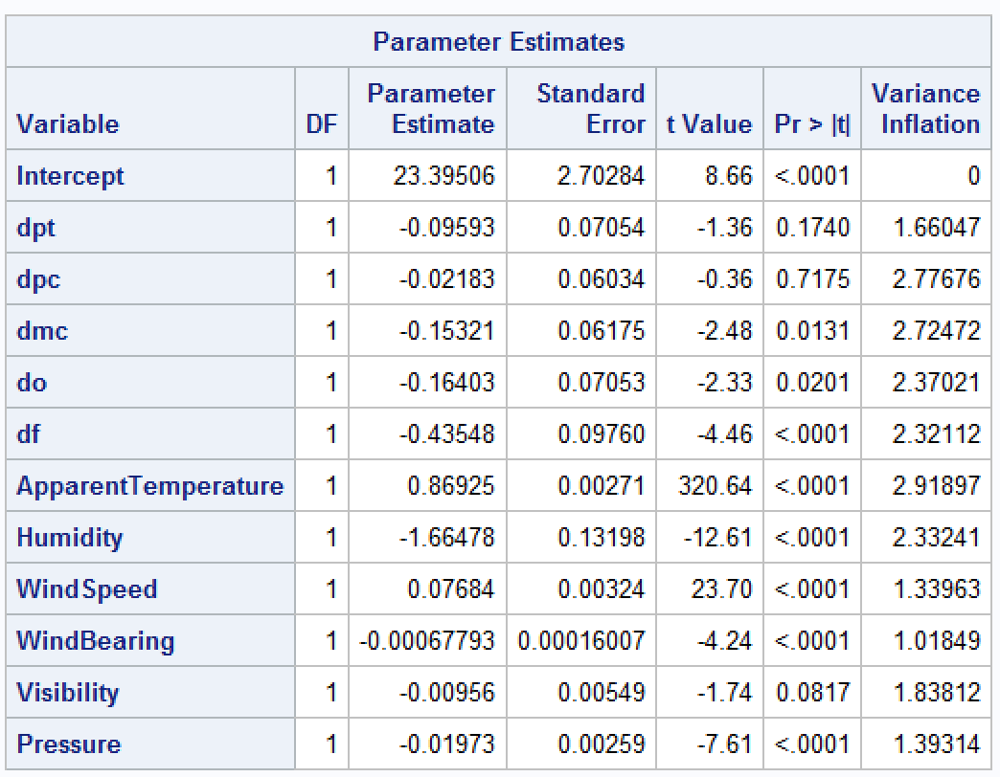 Parameter Estimates
Variable DF Parameter Estimate Standard Error t Value Pr > |t| Variance Inflation
Intercept 1 23.39506 2.70284 8.66 <.0001 0
dpt 1 -0.09593 0.07054 -1.36 0.1740 1.66047
dpc 1 -0.02183 0.06034 -0.36 0.7175 2.77676
dmc 1 -0.15321 0.06175 -2.48 0.0131 2.72472
do 1 -0.16403 0.07053 -2.33 0.0201 2.37021
df 1 -0.43548 0.09760 -4.46 <.0001 2.32112
ApparentTemperature 1 0.86925 0.00271 320.64 <.0001 2.91897
Humidity 1 -1.66478 0.13198 -12.61 <.0001 2.33241
WindSpeed 1 0.07684 0.00324 23.70 <.0001 1.33963
WindBearing 1 -0.00067793 0.00016007 -4.24 <.0001 1.01849
Visibility 1 -0.00956 0.00549 -1.74 0.0817 1.83812
Pressure 1 -0.01973 0.00259 -7.61 <.0001 1.39314